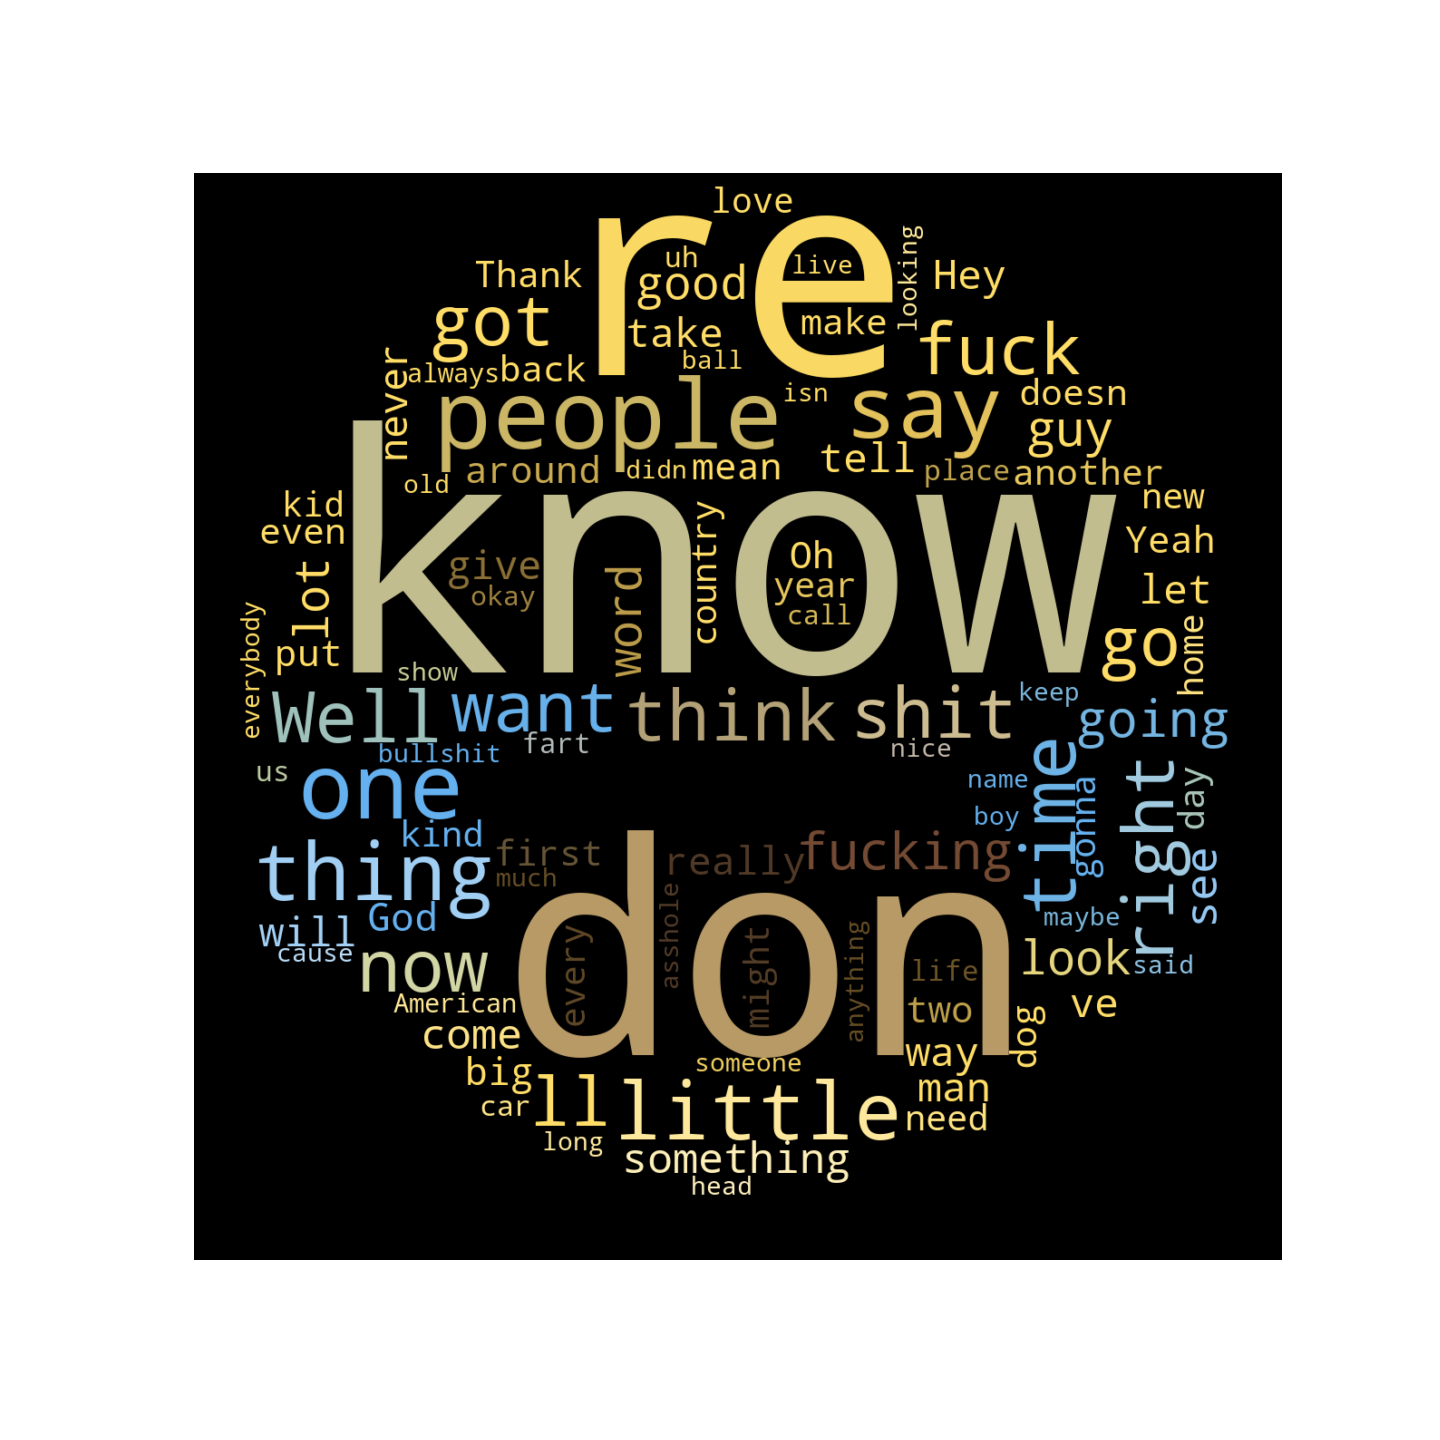 love
re
looking
uh
live
Thank
good
Hey
got
take
make
fuck
ball
never
always
back
isn
doesn
people
say
guy
around
didn
mean
tell
place
another
old
kid
new
even
know
country
Oh
Yeah
give
word
year
let
okay
call
plot
everybody
put
home
go
show
Well
want
think
shit
keep
going
bullshit
fart
nice
us
one
name
time
right
day
gonna
boy
kind
thing
first
really
fucking
much
see
God
asshole
maybe
will
cause
don
every
might
anything
life
look
said
now
American
two
ve
come
dog
someone
way
big
man
car
ll
little
need
long
something
head